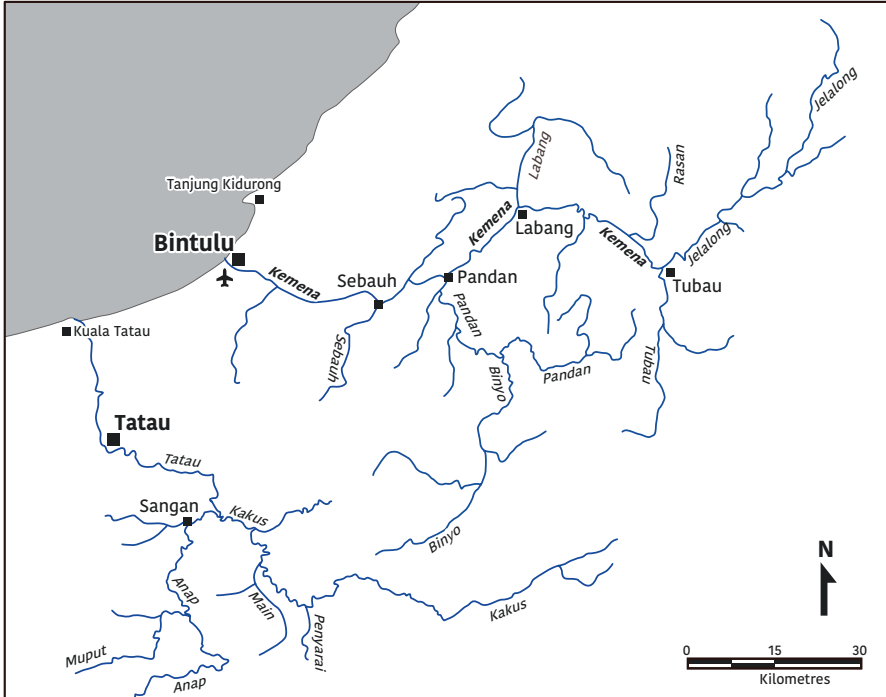 Jelalong
Labang
Rasan
Tanjung Kidurong
Kemena
Labang
Kemena
Jelalong
Bintulu
Kemena
Sebauh
Pandan
Tubau
Kuala Tatau
Pandan
Sebauh
Binyo
Pandan
Tubau
Tatau
Tatau
Sangan
Kakus
Binyo
N
Anap
Main
Penyarai
Kakus
Muput
Anap
0 15 30
Kilometres